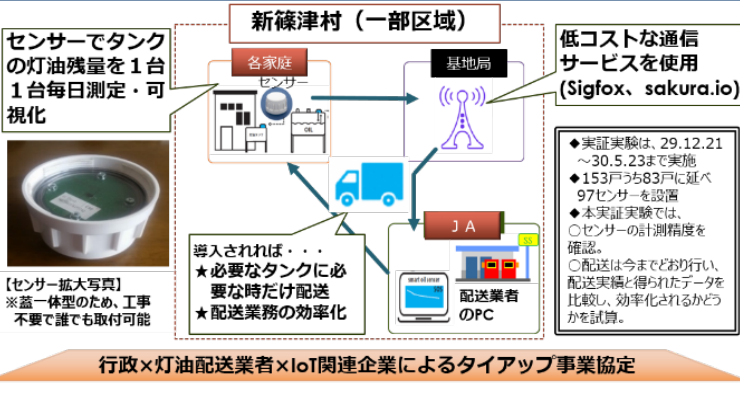 新篠津村（一部区域）
センサーでタンク
の灯油残量を１台
１台毎日測定・可
視化
各家庭
センサー
OIL
基地局
低コストな通信
サービスを使用
(Sigfox、sakura.io)
【センサー拡大写真】
※蓋一体型のため、工事
不要で誰でも取付可能
導入されれば・・・
★必要なタンクに必
要な時だけ配送
★配送業務の効率化
ＪＡ
SS
smart oil sensor
配送業者
のPC
◆実証実験は、29.12.21
～30.5.23まで実施
◆153戸うち83戸に延べ
97センサーを設置
◆本実証実験では、
○センサーの計測精度を
確認。
○配送は今までどおり行い、
配送実績と得られたデータを
比較し、効率化されるかどう
かを試算。
行政×灯油配送業者×IoT関連企業によるタイアップ事業協定